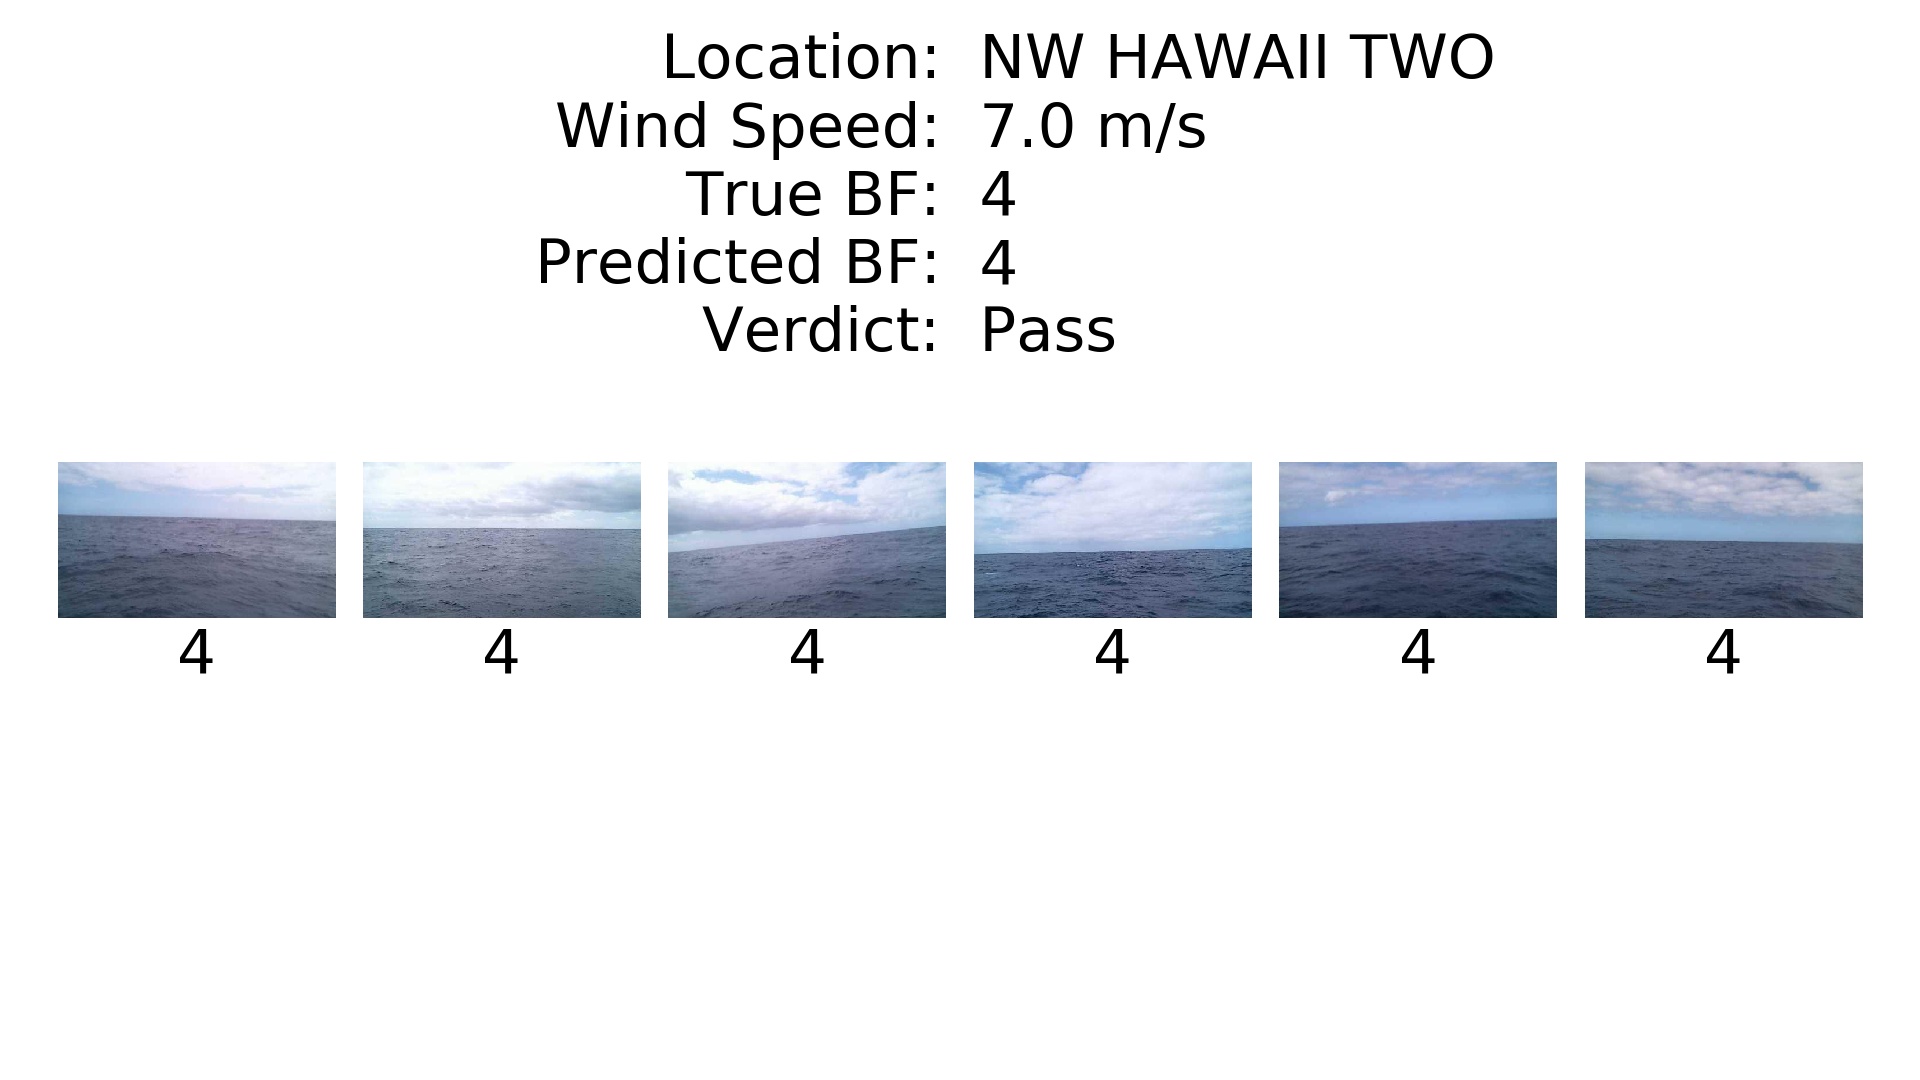 Location: NW HAWAII TWO
Wind Speed: 7.0 m/s
True BF: 4
Predicted BF: 4
Verdict: Pass
4 4 4 4 4 4